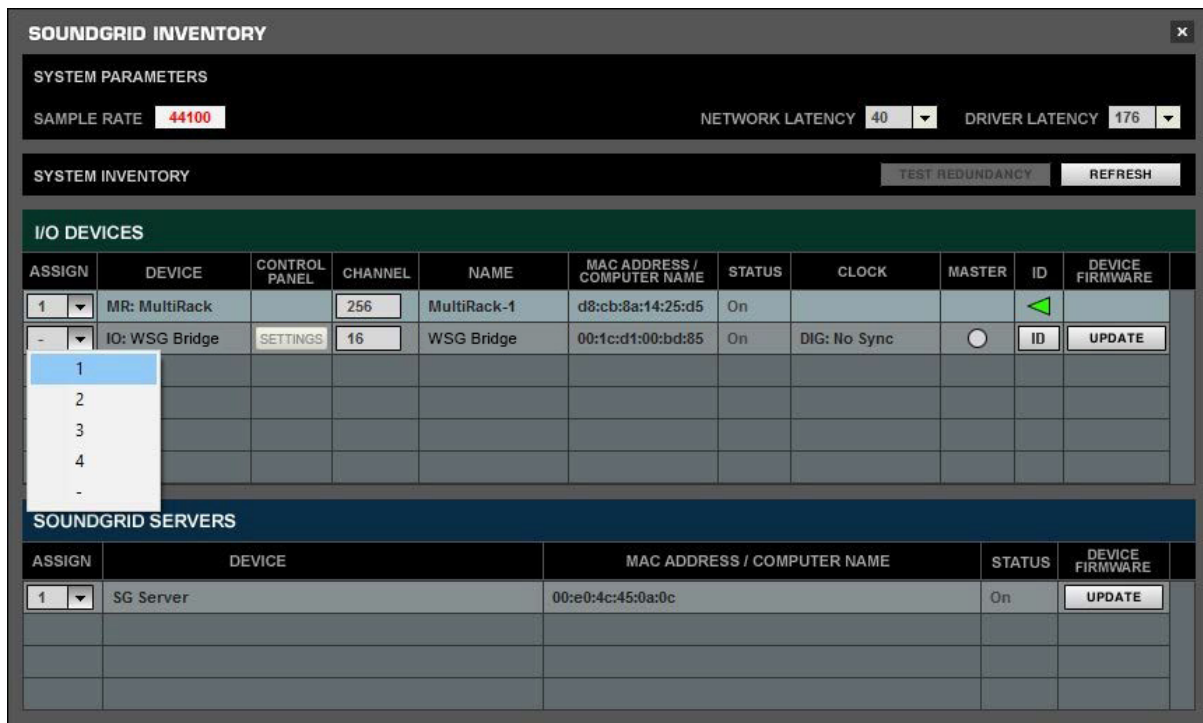 SOUNDGRID INVENTORY x
SYSTEM PARAMETERS
SAMPLE RATE 44100 NETWORK LATENCY 40 DRIVER LATENCY 176
SYSTEM INVENTORY TEST REDUNDANCY REFRESH
I/O DEVICES
ASSIGN DEVICE CONTROL PANEL CHANNEL NAME MAC ADDRESS / COMPUTER NAME STATUS CLOCK MASTER ID DEVICE FIRMWARE
1 MR: MultiRack 256 MultiRack-1 d8:cb:8a:14:25:d5 On
- IO: WSG Bridge SETTINGS 16 WSG Bridge 00:1c:d1:00:bd:85 On DIG: No Sync ID UPDATE
1
2
3
4
-
SOUNDGRID SERVERS
ASSIGN DEVICE MAC ADDRESS / COMPUTER NAME STATUS DEVICE FIRMWARE
1 SG Server 00:e0:4c:45:0a:0c On UPDATE